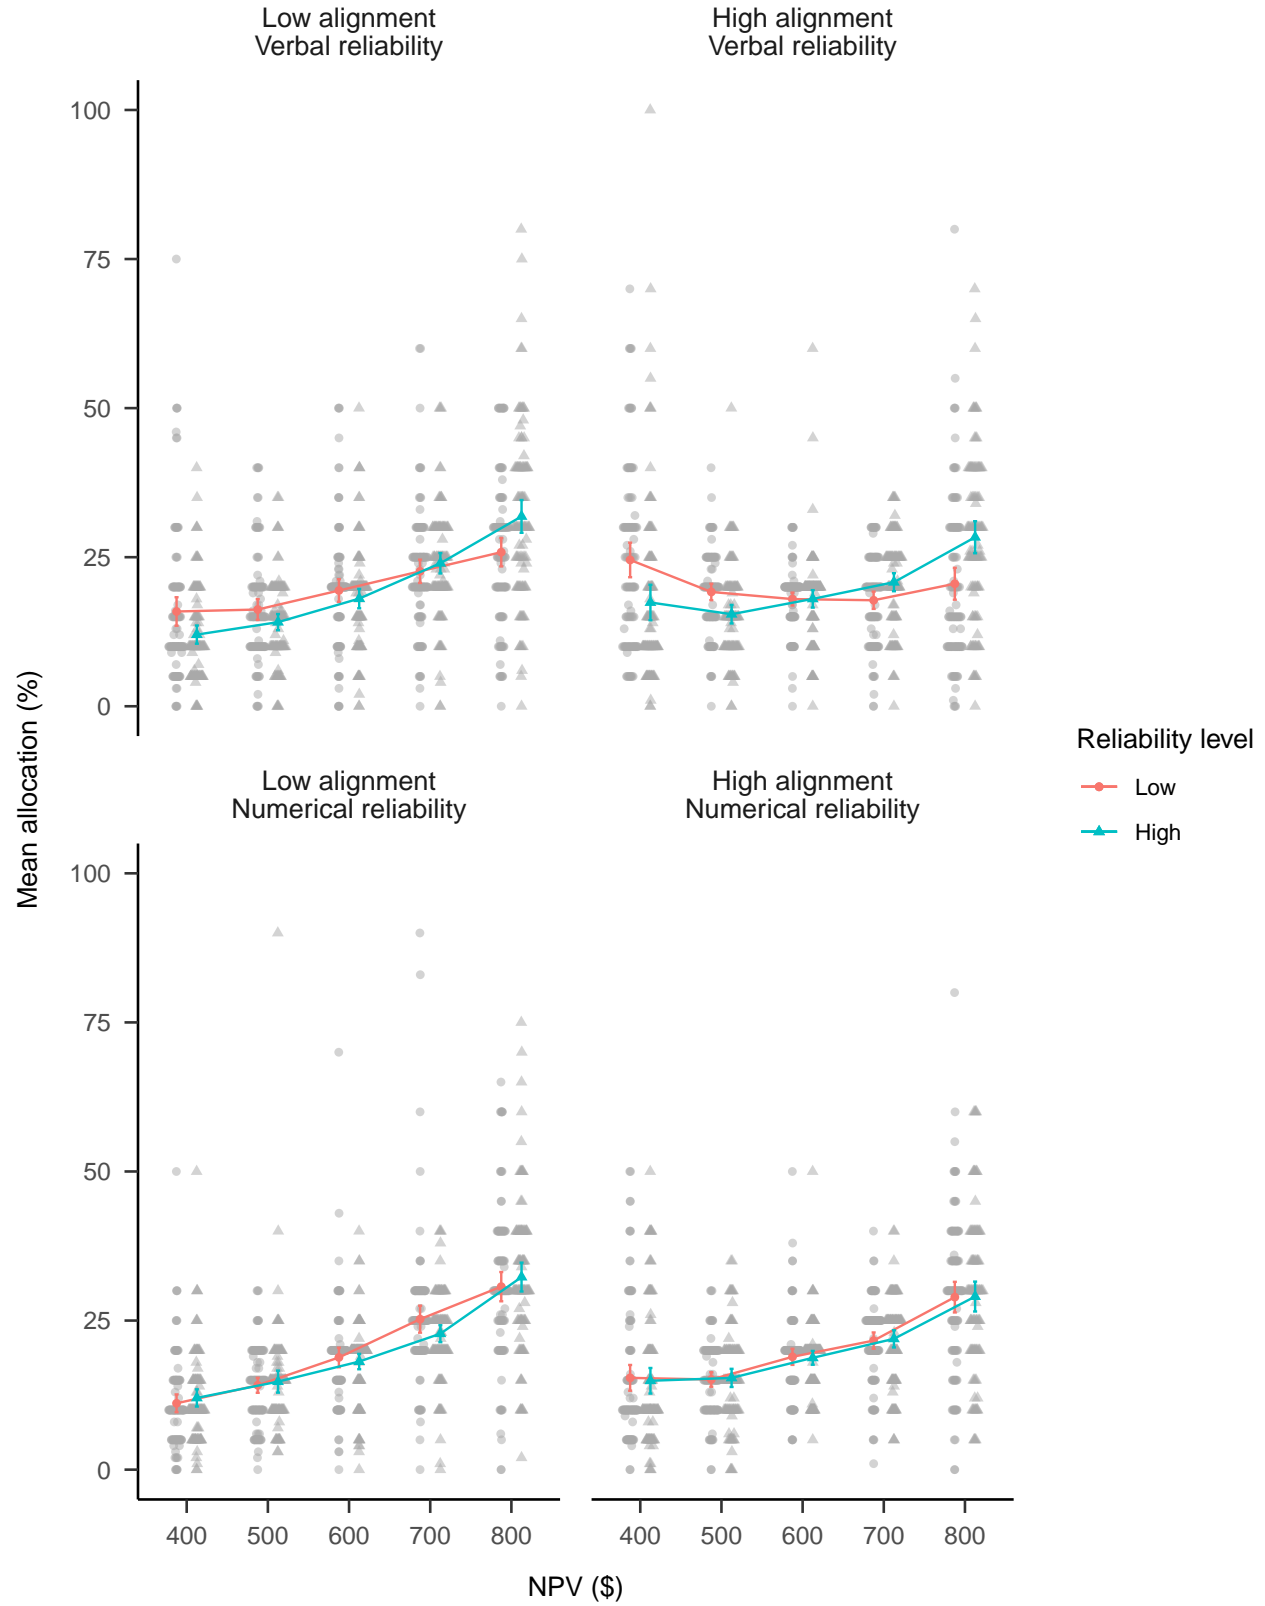 Low alignment
Verbal reliability
High alignment
Verbal reliability
100
75
50
25
0
Mean allocation (%)
Low alignment
Numerical reliability
High alignment
Numerical reliability
100
75
50
25
0
400 500 600 700 800
400 500 600 700 800
NPV ($)
Reliability level
Low
High